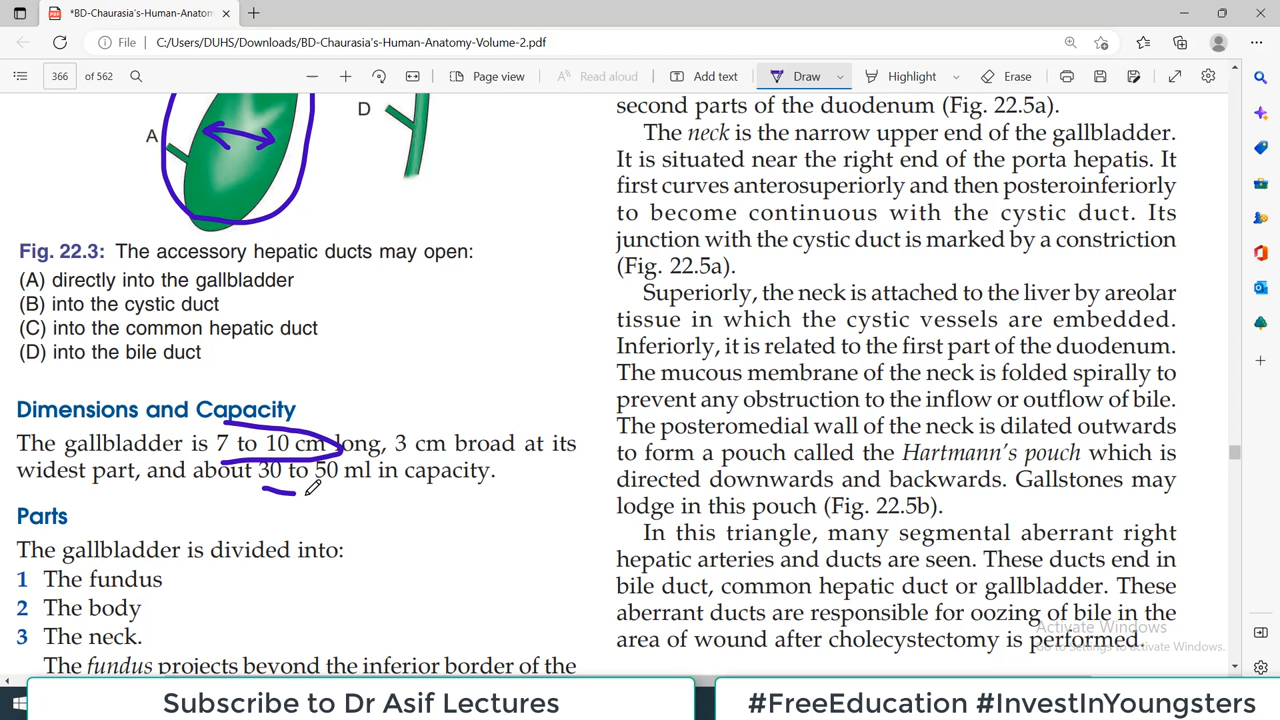 *BD-Chaurasia's-Human-Anatom
File
C:/Users/DUHS/Downloads/BD-Chaurasia's-Human-Anatomy-Volume-2.pdf
366 of 562
Page view
Read aloud
Add text
Draw
Highlight
Erase
A
D
Fig. 22.3: The accessory hepatic ducts may open:
(A) directly into the gallbladder
(B) into the cystic duct
(C) into the common hepatic duct
(D) into the bile duct
Dimensions and Capacity
The gallbladder is 7 to 10 cm long, 3 cm broad at its
widest part, and about 30 to 50 ml in capacity.
Parts
The gallbladder is divided into:
1 The fundus
2 The body
3 The neck.
The fundus projects beyond the inferior border of the
second parts of the duodenum (Fig. 22.5a).
The neck is the narrow upper end of the gallbladder.
It is situated near the right end of the porta hepatis. It
first curves anterosuperiorly and then posteroinferiorly
to become continuous with the cystic duct. Its
junction with the cystic duct is marked by a constriction
(Fig. 22.5a).
Superiorly, the neck is attached to the liver by areolar
tissue in which the cystic vessels are embedded.
Inferiorly, it is related to the first part of the duodenum.
The mucous membrane of the neck is folded spirally to
prevent any obstruction to the inflow or outflow of bile.
The posteromedial wall of the neck is dilated outwards
to form a pouch called the Hartmann's pouch which is
directed downwards and backwards. Gallstones may
lodge in this pouch (Fig. 22.5b).
In this triangle, many segmental aberrant right
hepatic arteries and ducts are seen. These ducts end in
bile duct, common hepatic duct or gallbladder. These
aberrant ducts are responsible for oozing of bile in the
area of wound after cholecystectomy is performed.
Activate Windows
Go to Settings to activate Windows.
Subscribe to Dr Asif Lectures
#FreeEducation #InvestInYoungsters